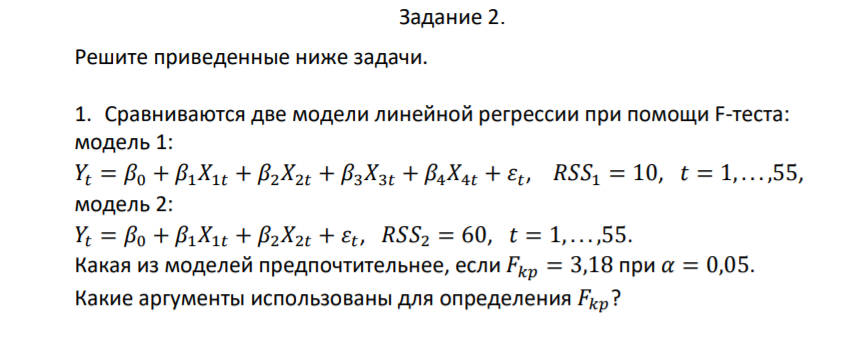 Задание 2.
Решите приведенные ниже задачи.
1. Сравниваются две модели линейной регрессии при помощи F-теста:
модель 1:
Yₜ = β₀ + β₁X₁ₜ + β₂X₂ₜ + β₃X₃ₜ + β₄X₄ₜ + εₜ, RSS₁ = 10, t = 1,…,55,
модель 2:
Yₜ = β₀ + β₁X₁ₜ + β₂X₂ₜ + εₜ, RSS₂ = 60, t = 1,…,55.
Какая из моделей предпочтительнее, если Fкр = 3,18 при α = 0,05.
Какие аргументы использованы для определения Fкр?